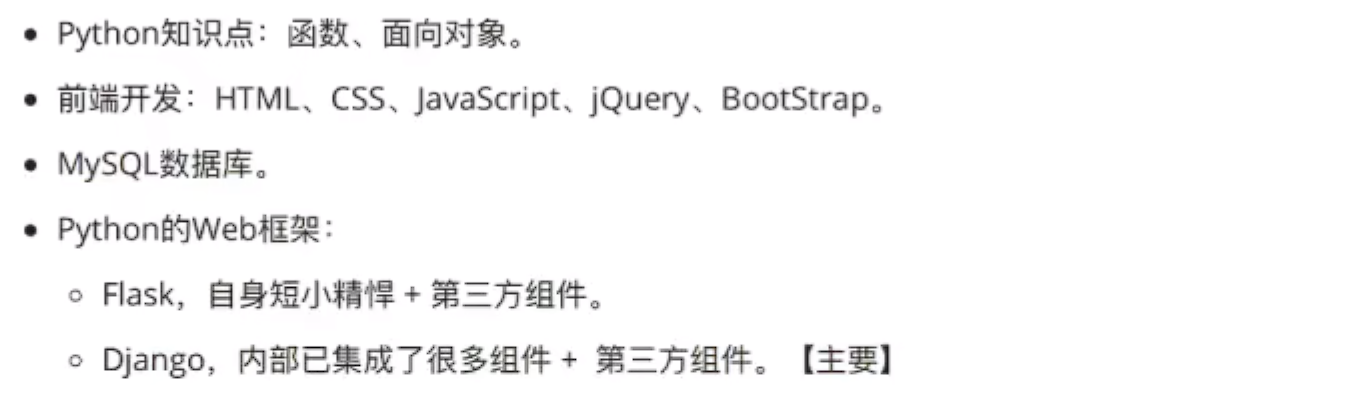 • Python知识点：函数、面向对象。
• 前端开发：HTML、CSS、JavaScript、jQuery、BootStrap。
• MySQL数据库。
• Python的Web框架：
◦ Flask，自身短小精悍 + 第三方组件。
◦ Django，内部已集成了很多组件 + 第三方组件。【主要】